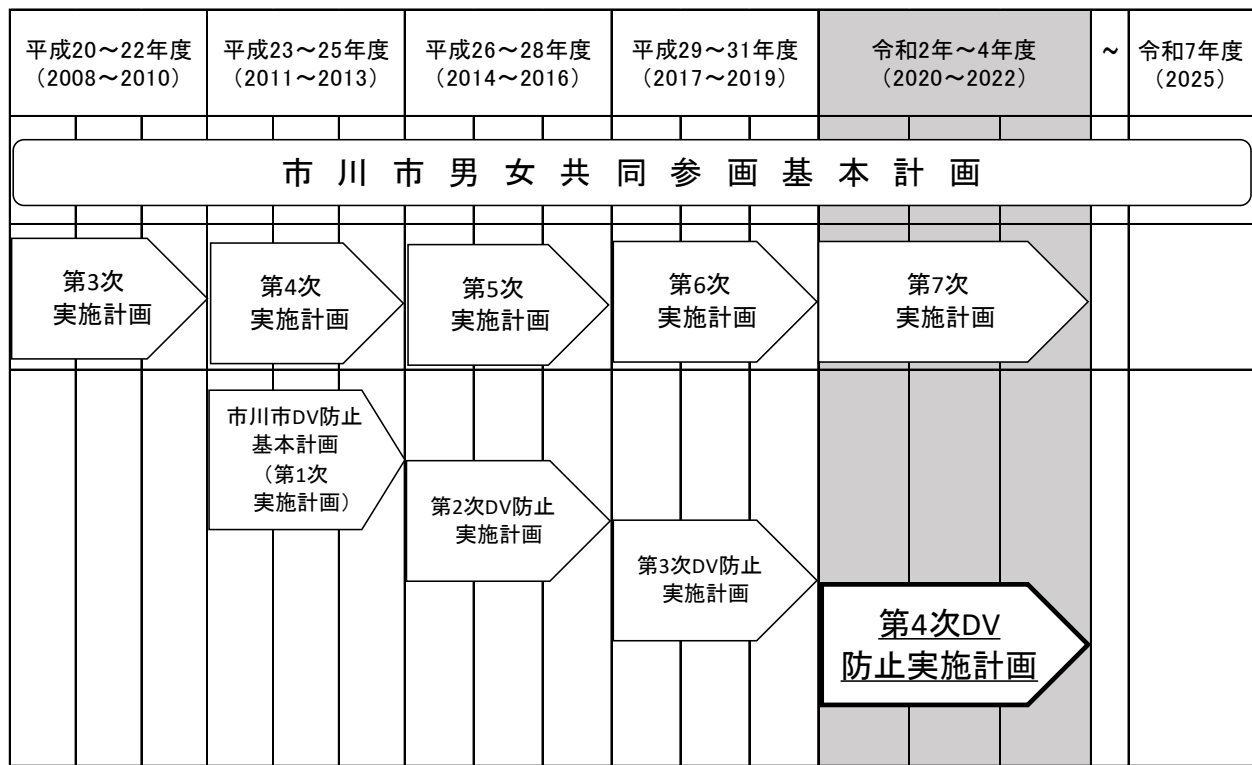 平成20～22年度
（2008～2010）
平成23～25年度
（2011～2013）
平成26～28年度
（2014～2016）
平成29～31年度
（2017～2019）
令和2年～4年度
（2020～2022）
~
令和7年度
（2025）
市川市男女共同参画基本計画
第3次
実施計画
第4次
実施計画
第5次
実施計画
第6次
実施計画
第7次
実施計画
市川市DV防止
基本計画
（第1次
実施計画）
第2次DV防止
実施計画
第3次DV防止
実施計画
第4次DV
防止実施計画